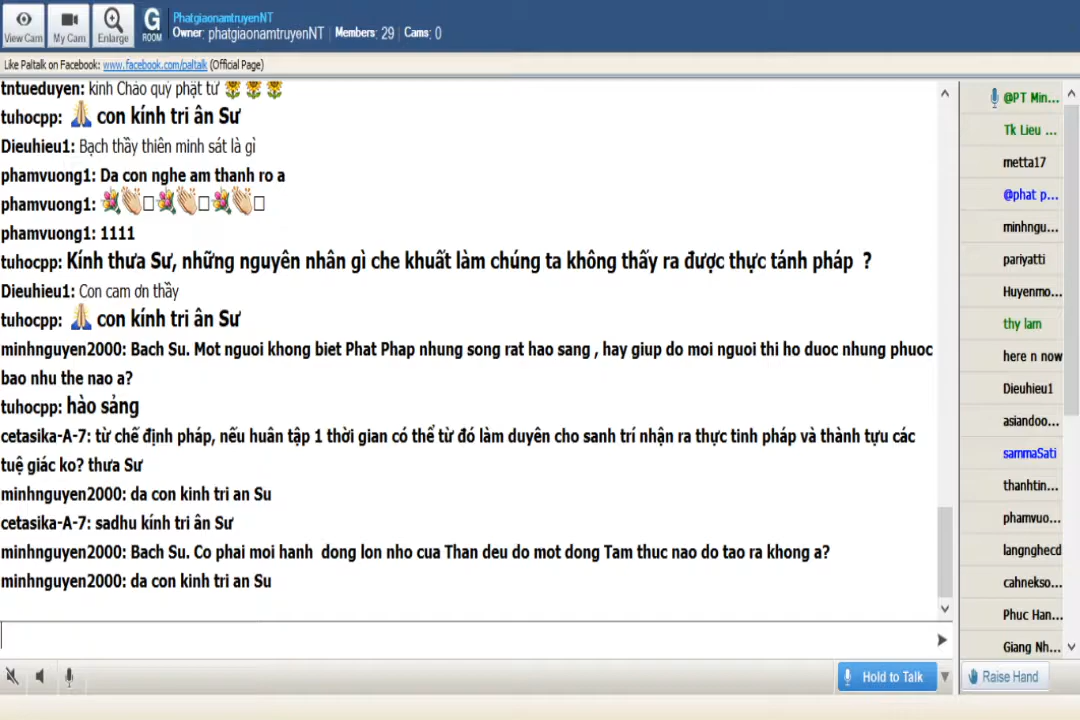 View Cam
My Cam
Enlarge
G
ROOM
PhatgiaonamtruyenNT
Owner: phatgiaonamtruyenNT | Members: 29 | Cams: 0
Like Paltalk on Facebook: www.facebook.com/paltalk (Official Page)
tntueduyen: kính Chào quý phật tử
tuhocpp: con kính tri ân Sư
Dieuhieu1: Bạch thầy thiên minh sát là gì
phamvuong1: Da con nghe am thanh ro a
phamvuong1:
phamvuong1: 1111
tuhocpp: Kính thưa Sư, những nguyên nhân gì che khuất làm chúng ta không thấy ra được thực tánh pháp ?
Dieuhieu1: Con cam ơn thầy
tuhocpp: con kính tri ân Sư
minhnguyen2000: Bach Su. Mot nguoi khong biet Phat Phap nhung song rat hao sang , hay giup do moi nguoi thi ho duoc nhung phuoc
bao nhu the nao a?
tuhocpp: hào sảng
cetasika-A-7: từ chế định pháp, nếu huân tập 1 thời gian có thể từ đó làm duyên cho sanh trí nhận ra thực tinh pháp và thành tựu các
tuệ giác ko? thưa Sư
minhnguyen2000: da con kinh tri an Su
cetasika-A-7: sadhu kính tri ân Sư
minhnguyen2000: Bach Su. Co phai moi hanh dong lon nho cua Than deu do mot dong Tam thuc nao do tao ra khong a?
minhnguyen2000: da con kinh tri an Su
@PT Min...
Tk Lieu ...
metta17
@phat p...
minhngu...
pariyatti
Huyenmo...
thy lam
here n now
Dieuhieu1
asiandoo...
sammaSati
thanhtin...
phamvuo...
langnghecd
cahnekso...
Phuc Han...
Giang Nh...
Hold to Talk
Raise Hand